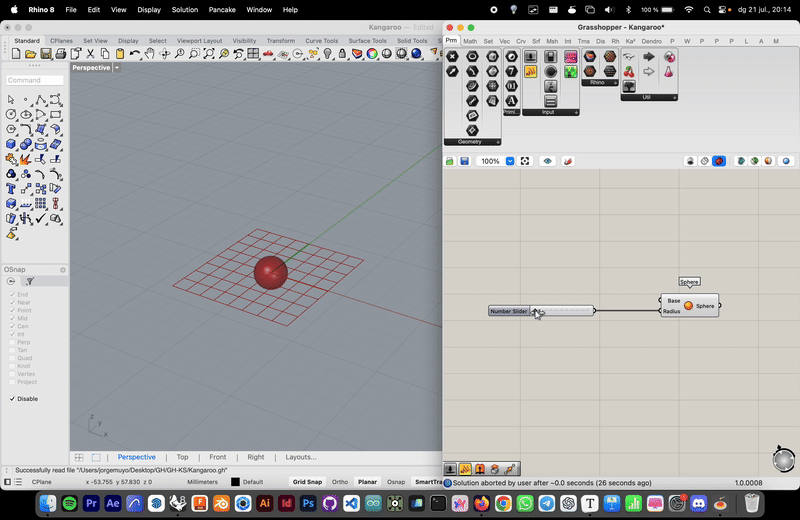 Rhino 8 File Edit View Display Solution Pancake Window Help 100 % dg 21 jul., 20:14
Kangaroo — Edited
Standard CPlanes Set View Display Select Viewport Layout Visibility Transform Curve Tools Surface Tools Solid Tools
Command
Perspective
OSnap
End
Near
Point
Mid
Cen
Int
Perp
Tan
Quad
Knot
Vertex
Project
Disable
z
y
x
Perspective Top Front Right Layouts...
Successfully read file "/Users/jorgemuyo/Desktop/GH/GH-KS/Kangaroo.gh"
CPlane x -53.755 y 57.830 z 0 Millimeters Default Grid Snap Ortho Planar Osnap SmartTra
Grasshopper - Kangaroo*
Prm Math Set Vec Crv Srf Msh Int Trns Dis Rh Ka² Dendro P H P L A M
Geometry
Primi...
Input
Rhino
Util
100%
Sphere
Number Slider
Base
Radius
Sphere
Solution aborted by user after ~0.0 seconds (26 seconds ago) 1.0.0008